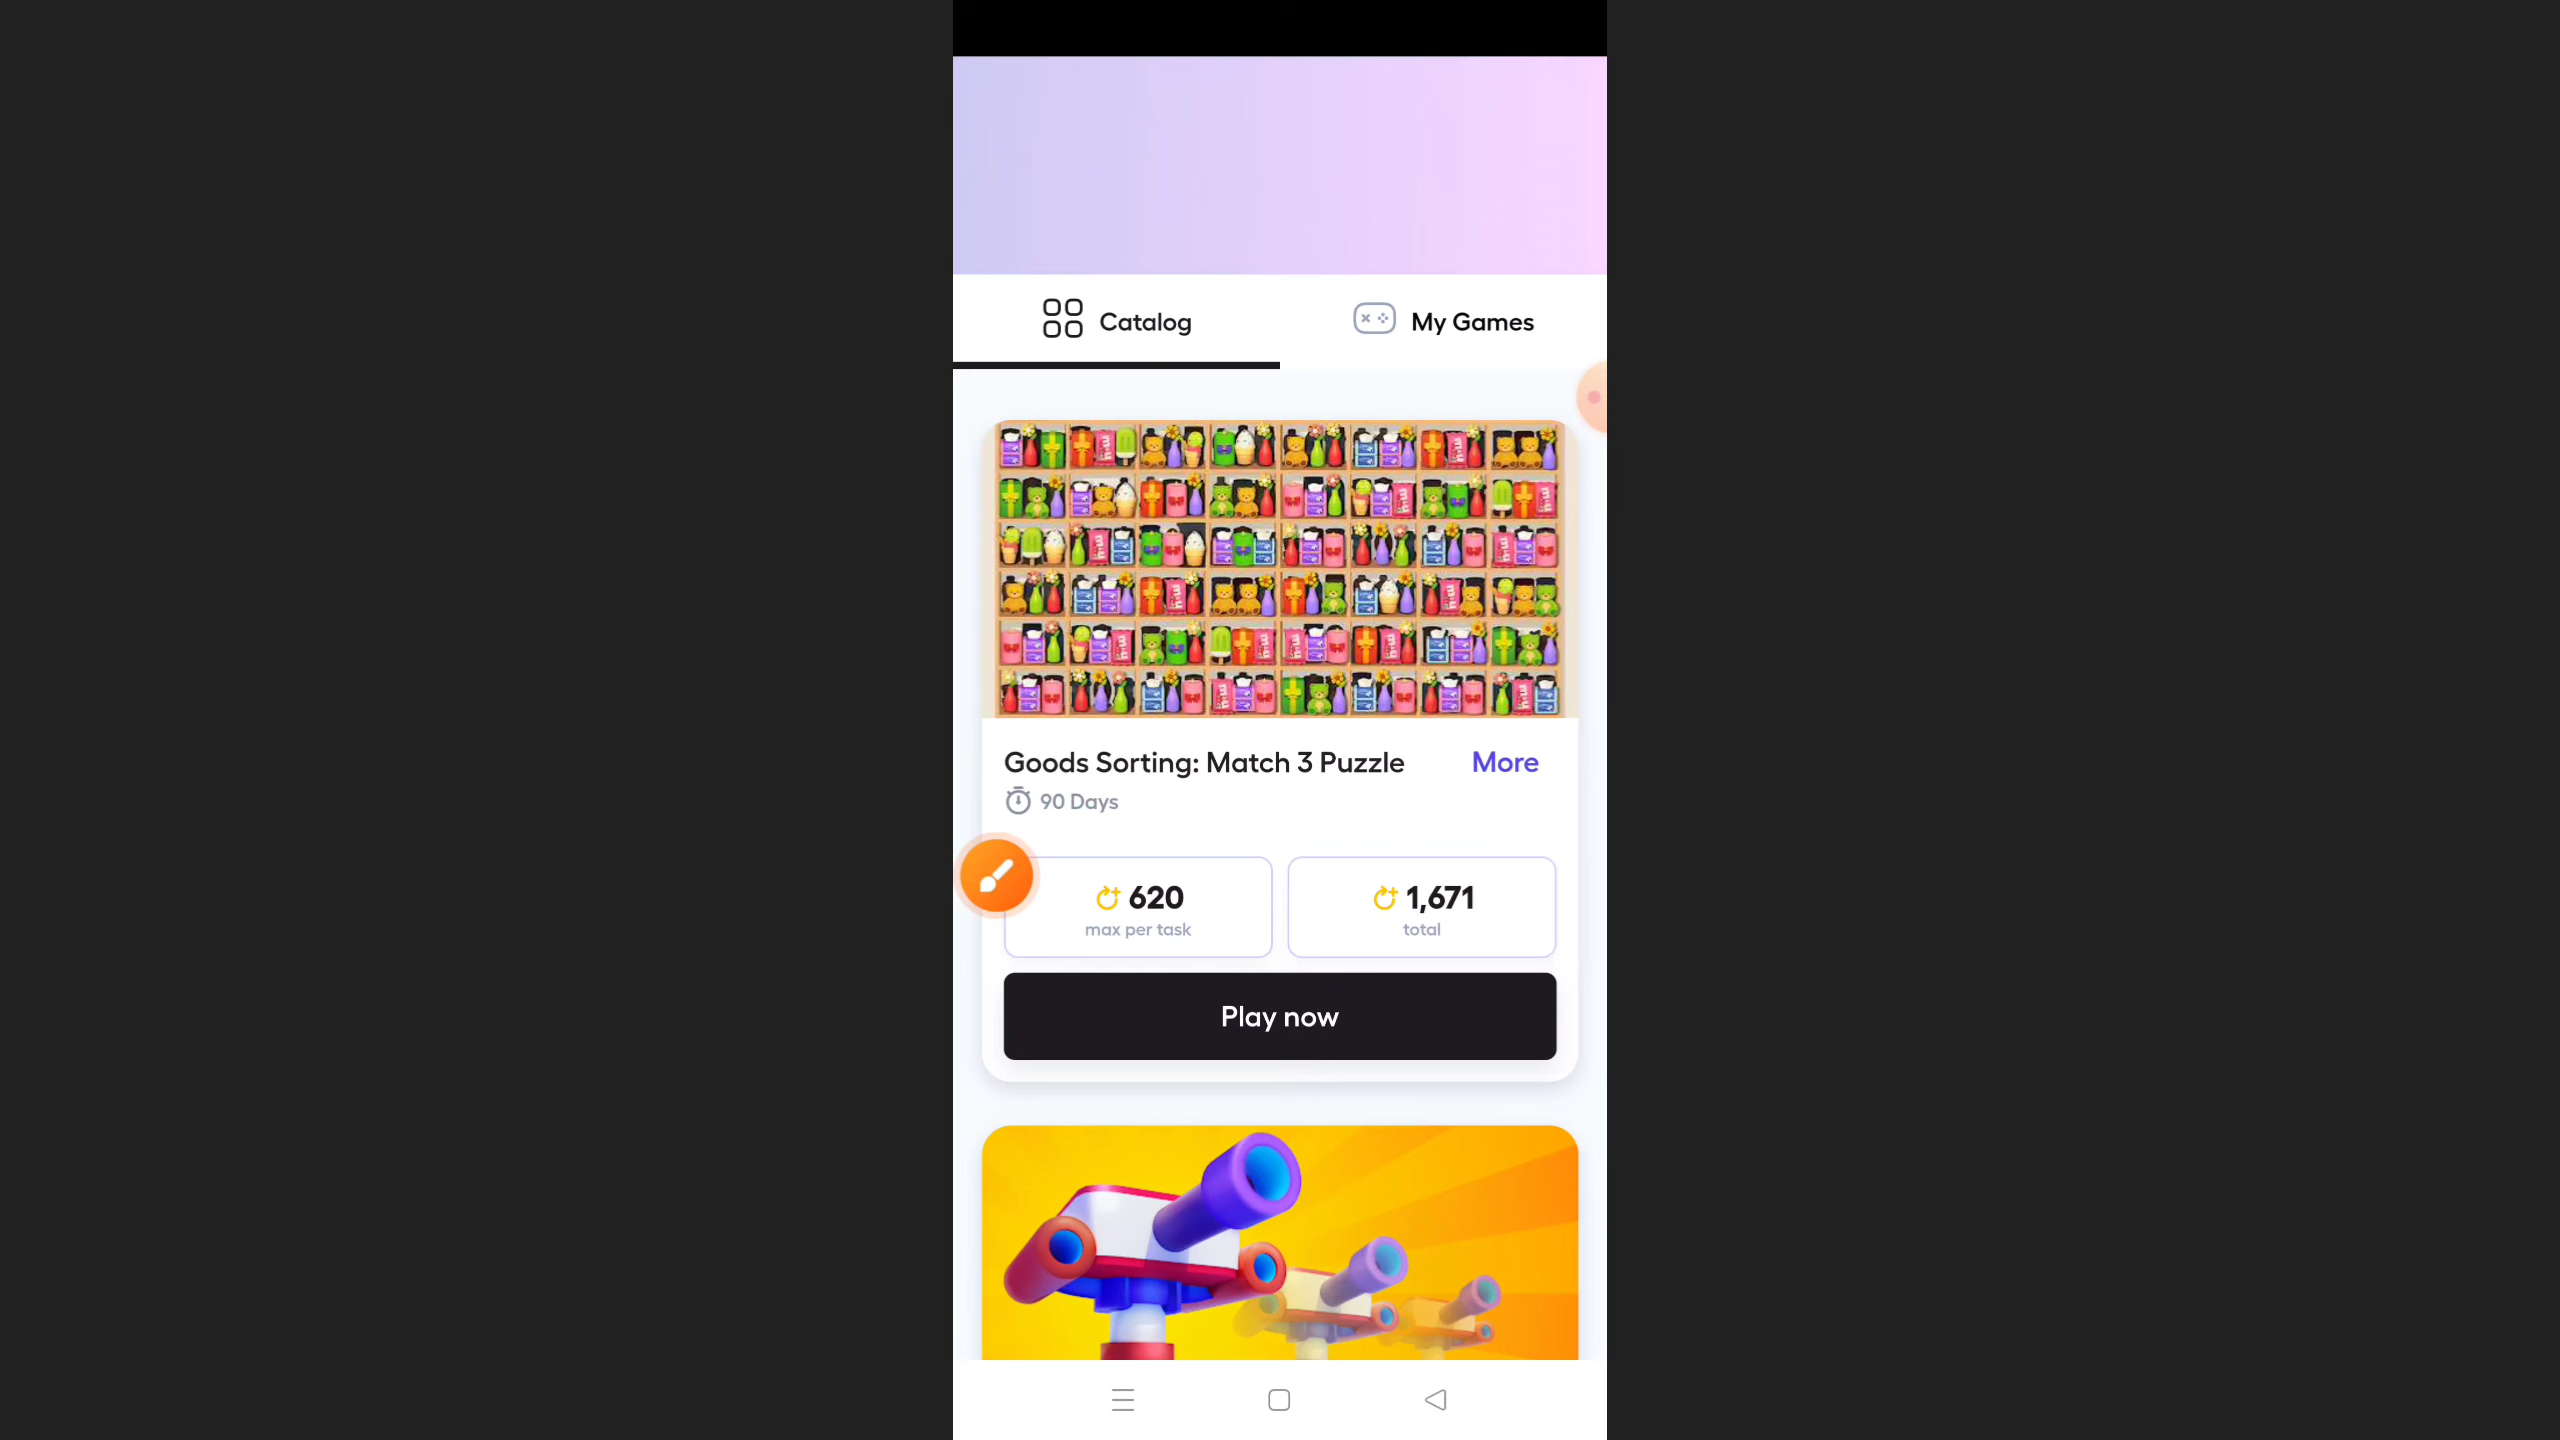 Catalog
My Games
Goods Sorting: Match 3 Puzzle
More
90 Days
620
max per task
1,671
total
Play now